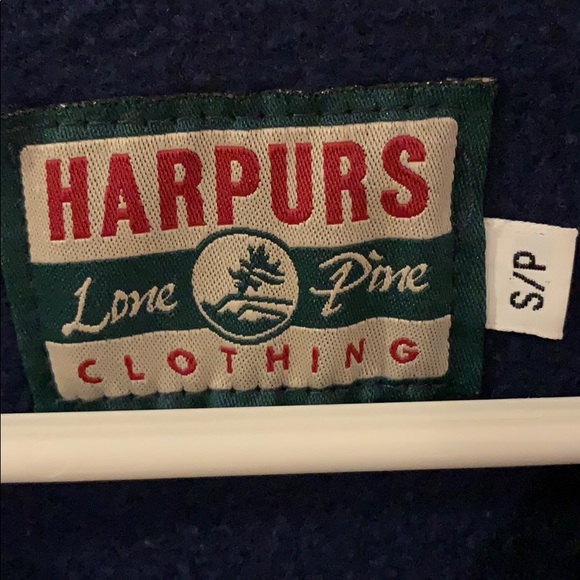 HARPURS
Lone Pine
CLOTHING
S/P